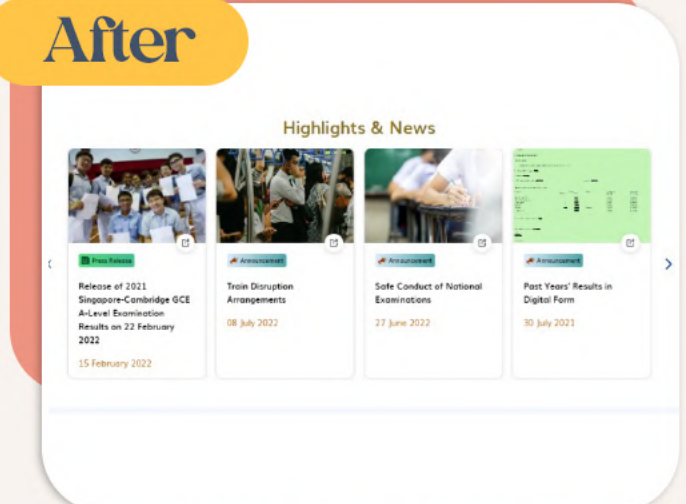 After
Highlights & News
Press Release
Release of 2021
Singapore-Cambridge GCE
A-Level Examination
Results on 22 February
2022
15 February 2022
Announcement
Train Disruption
Arrangements
08 July 2022
Announcement
Safe Conduct of National
Examinations
27 June 2022
Announcement
Past Years' Results in
Digital Form
30 July 2021